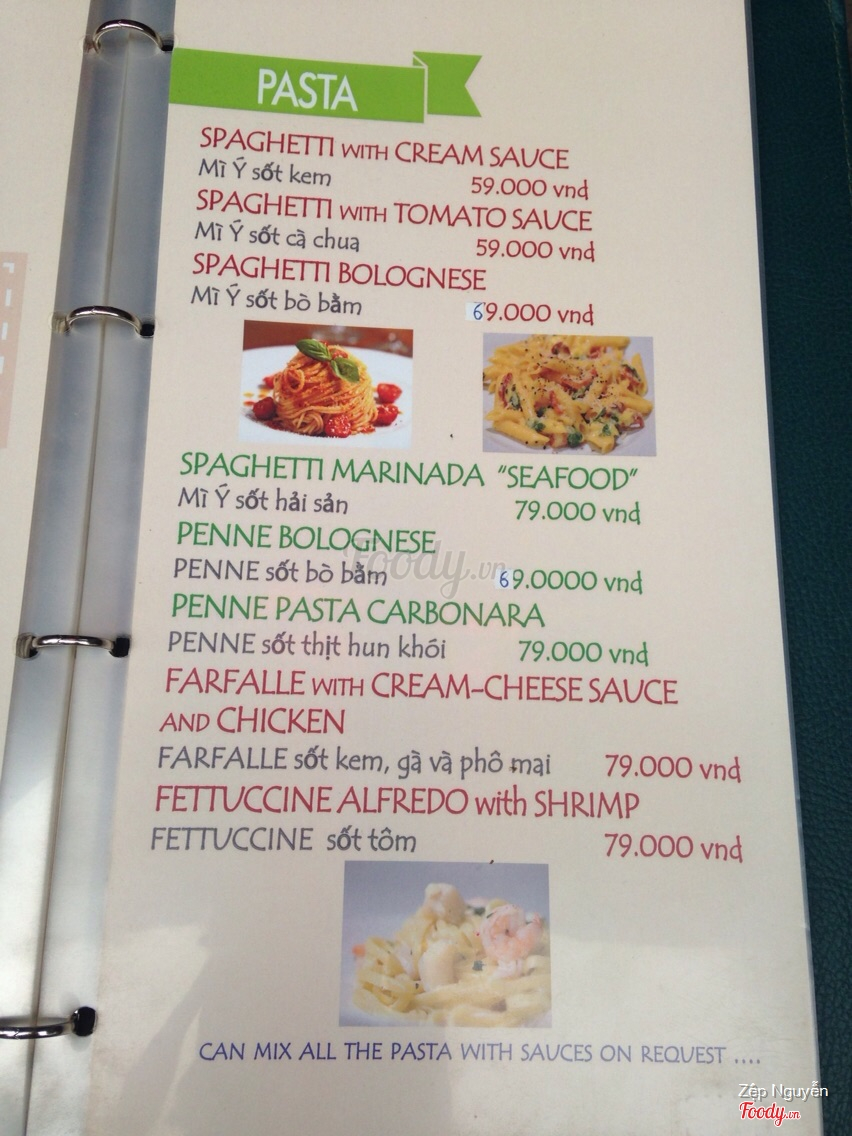 PASTA
SPAGHETTI WITH CREAM SAUCE
Mì Ý sốt kem 59.000 vnd
SPAGHETTI WITH TOMATO SAUCE
Mì Ý sốt cà chua 59.000 vnd
SPAGHETTI BOLOGNESE
Mì Ý sốt bò bằm 69.000 vnd
SPAGHETTI MARINADA "SEAFOOD"
Mì Ý sốt hải sản 79.000 vnd
PENNE BOLOGNESE
PENNE sốt bò bằm 69.0000 vnd
Foody.vn
PENNE PASTA CARBONARA
PENNE sốt thịt hun khói 79.000 vnd
FARFALLE WITH CREAM-CHEESE SAUCE
AND CHICKEN
FARFALLE sốt kem, gà và phô mai 79.000 vnd
FETTUCCINE ALFREDO with SHRIMP
FETTUCCINE sốt tôm 79.000 vnd
CAN MIX ALL THE PASTA WITH SAUCES ON REQUEST ....
Zép Nguyễn
Foody.vn